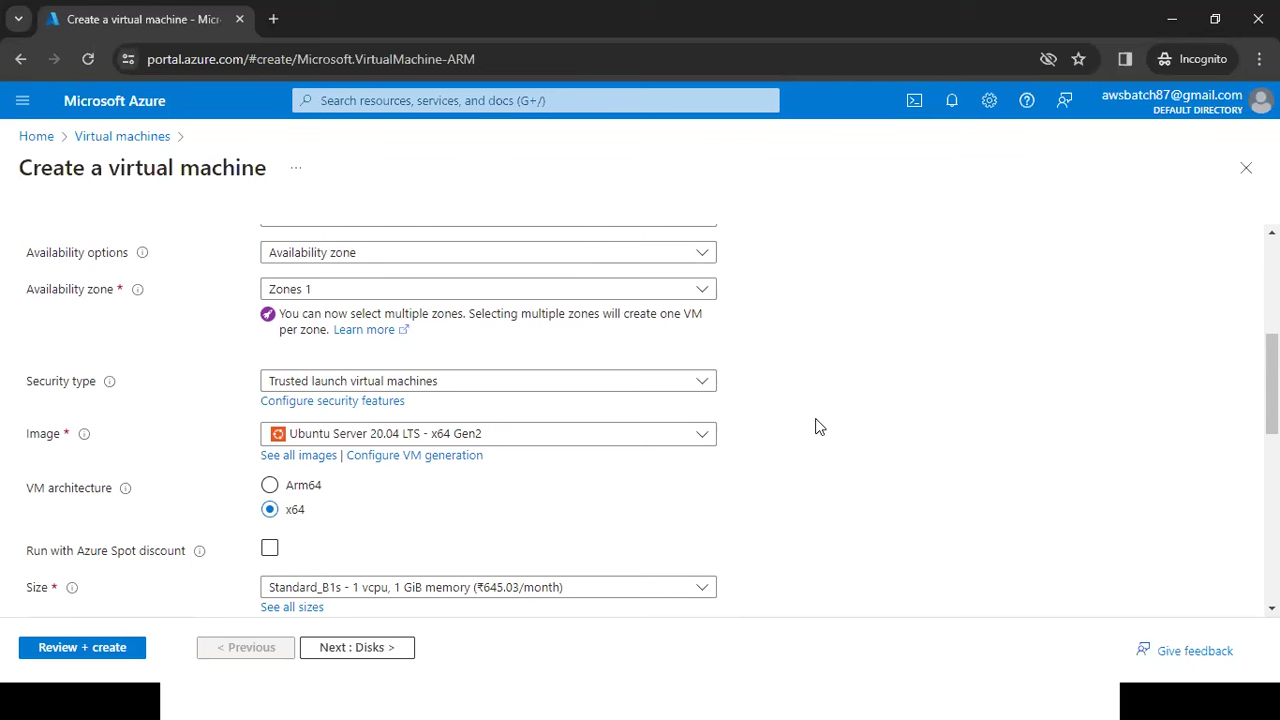 Create a virtual machine - Micr
portal.azure.com/#create/Microsoft.VirtualMachine-ARM
Incognito
Microsoft Azure
Search resources, services, and docs (G+/)
awsbatch87@gmail.com
DEFAULT DIRECTORY
Home > Virtual machines >
Create a virtual machine ...
Availability options
Availability zone
Availability zone *
Zones 1
You can now select multiple zones. Selecting multiple zones will create one VM
per zone. Learn more
Security type
Trusted launch virtual machines
Configure security features
Image *
Ubuntu Server 20.04 LTS - x64 Gen2
See all images | Configure VM generation
VM architecture
Arm64
x64
Run with Azure Spot discount
Size *
Standard_B1s - 1 vcpu, 1 GiB memory (₹645.03/month)
See all sizes
Review + create
< Previous
Next : Disks >
Give feedback